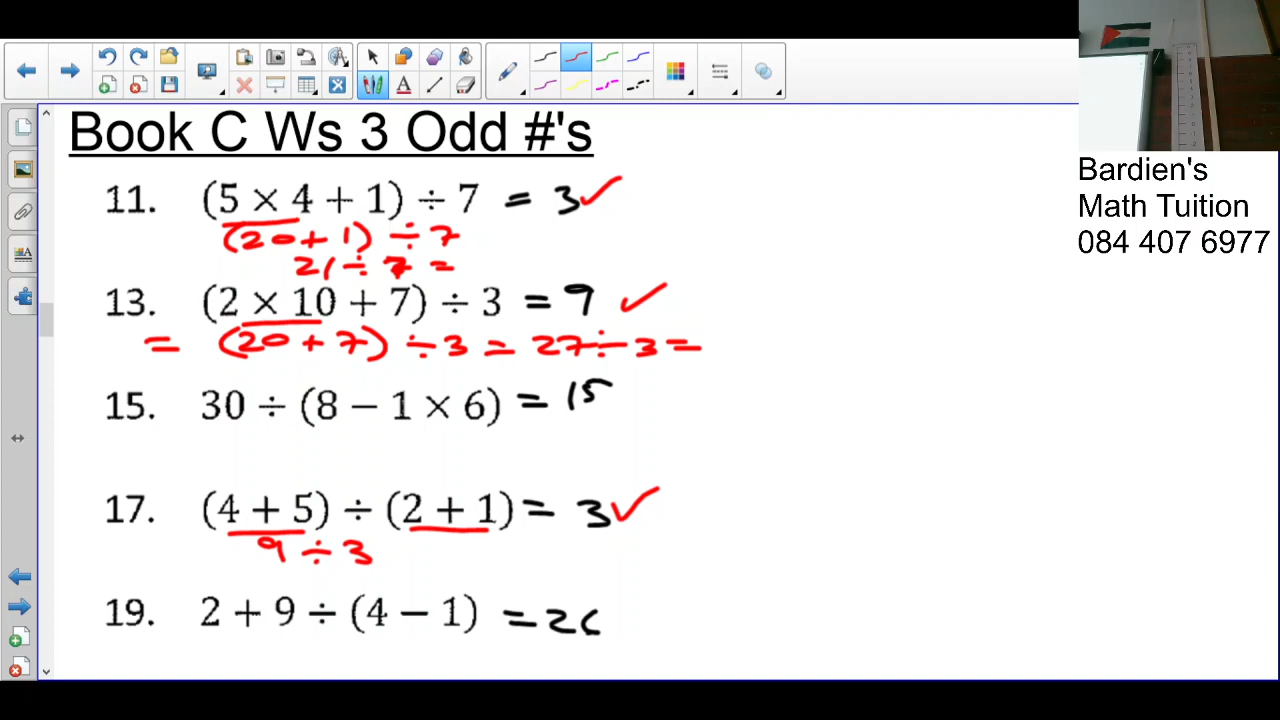 Book C Ws 3 Odd #'s
11. (5 × 4 + 1) ÷ 7 = 3 ✓
(20 + 1) ÷ 7
21 ÷ 7 =
13. (2 × 10 + 7) ÷ 3 = 9 ✓
= (20 + 7) ÷ 3 = 27 ÷ 3 =
15. 30 ÷ (8 − 1 × 6) = 15
17. (4 + 5) ÷ (2 + 1) = 3 ✓
9 ÷ 3
19. 2 + 9 ÷ (4 − 1) = 26
Bardien's
Math Tuition
084 407 6977